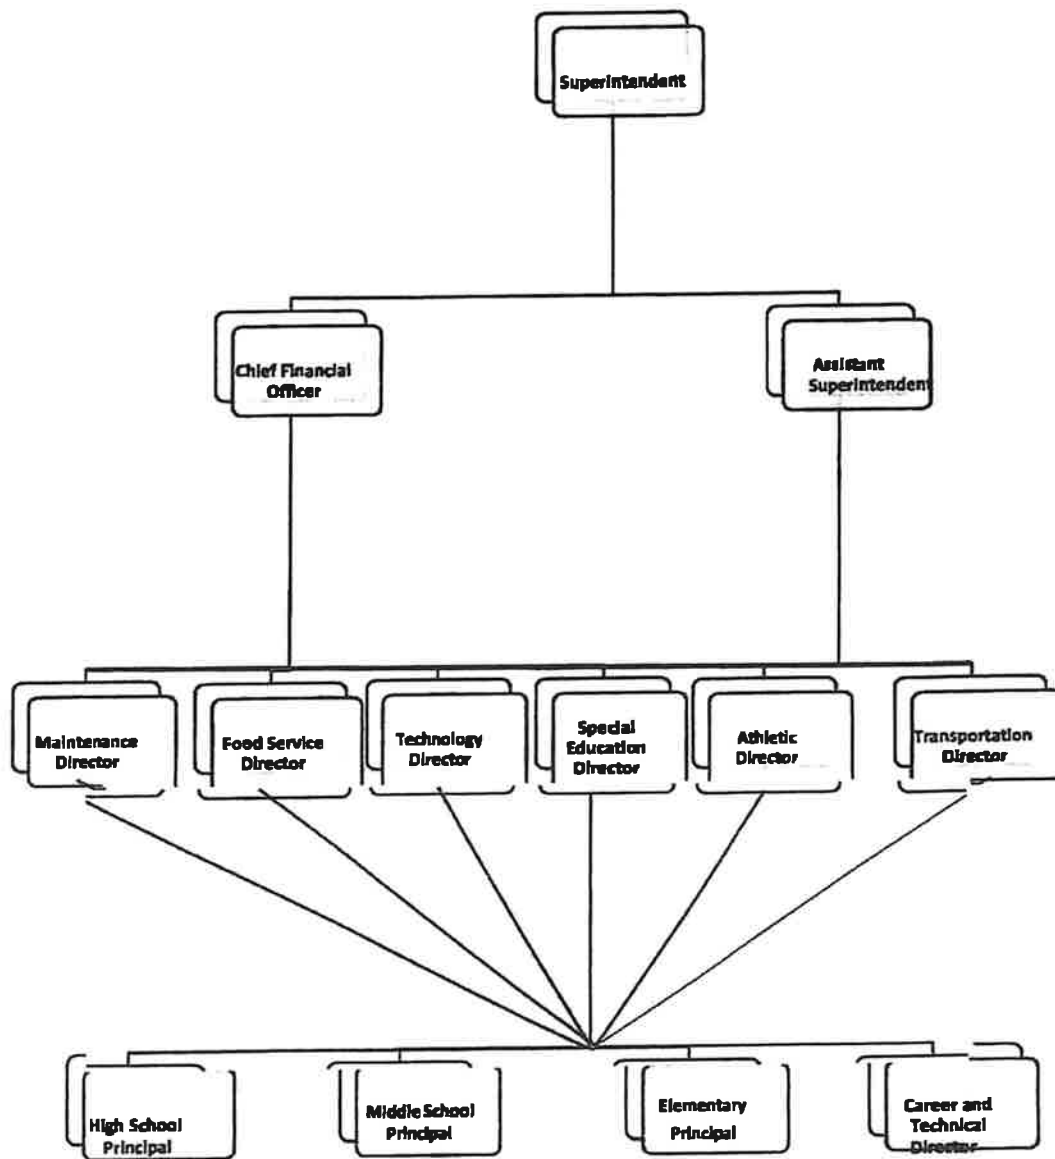 Superintendent
Chief Financial
Officer
Assistant
Superintendent
Maintenance
Director
Food Service
Director
Technology
Director
Special
Education
Director
Athletic
Director
Transportation
Director
High School
Principal
Middle School
Principal
Elementary
Principal
Career and
Technical
Director